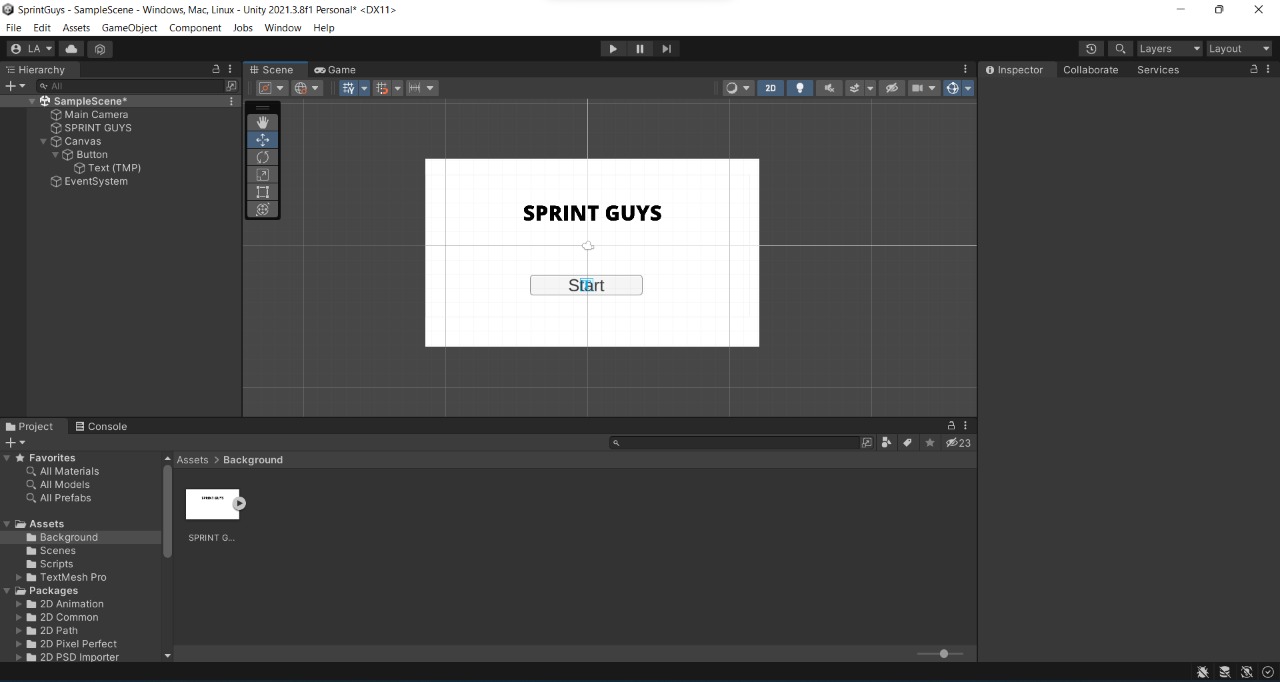 SprintGuys - SampleScene - Windows, Mac, Linux - Unity 2021.3.8f1 Personal* <DX11>
File Edit Assets GameObject Component Jobs Window Help
LA Layers Layout
Hierarchy Scene Game Inspector Collaborate Services
All 2D
SampleScene*
Main Camera
SPRINT GUYS
Canvas
Button
Text (TMP)
EventSystem
SPRINT GUYS
Start
Project Console
23
Favorites
Assets > Background
All Materials
All Models
All Prefabs
SPRINT GUYS
Assets
Background
SPRINT G...
Scenes
Scripts
TextMesh Pro
Packages
2D Animation
2D Common
2D Path
2D Pixel Perfect
2D PSD Importer